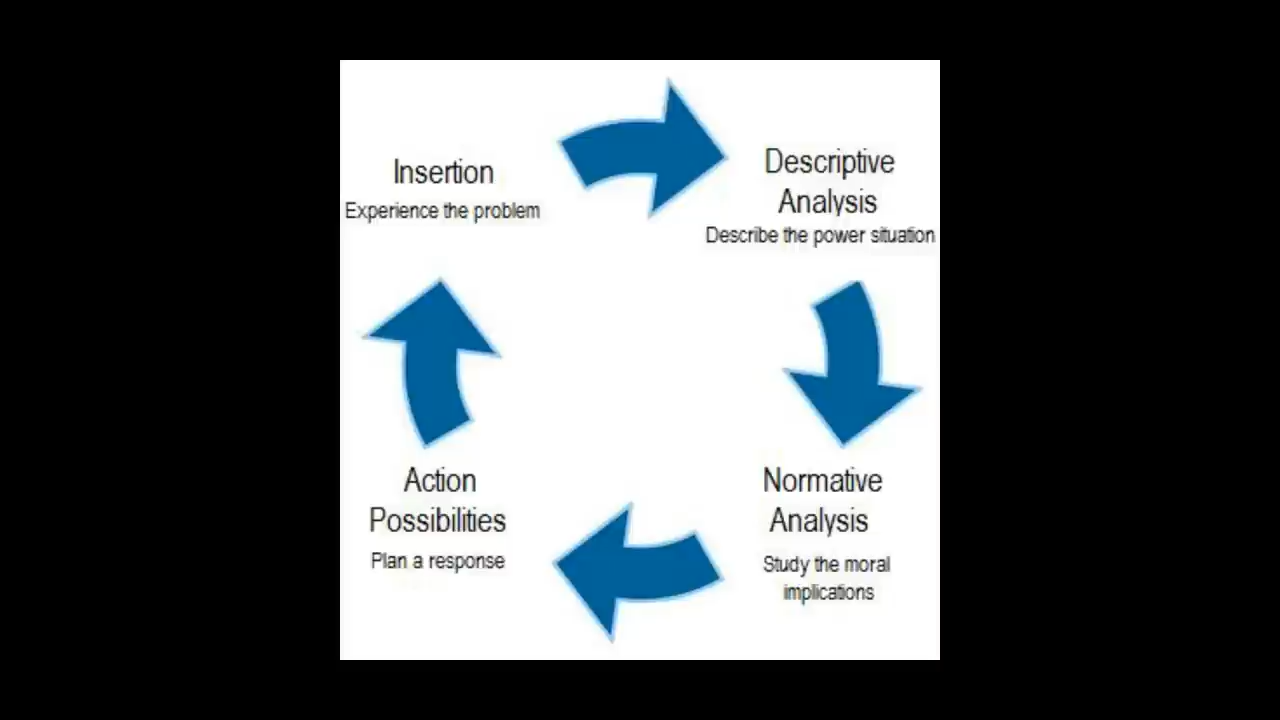 Insertion
Experience the problem
Descriptive
Analysis
Describe the power situation
Normative
Analysis
Study the moral
implications
Action
Possibilities
Plan a response